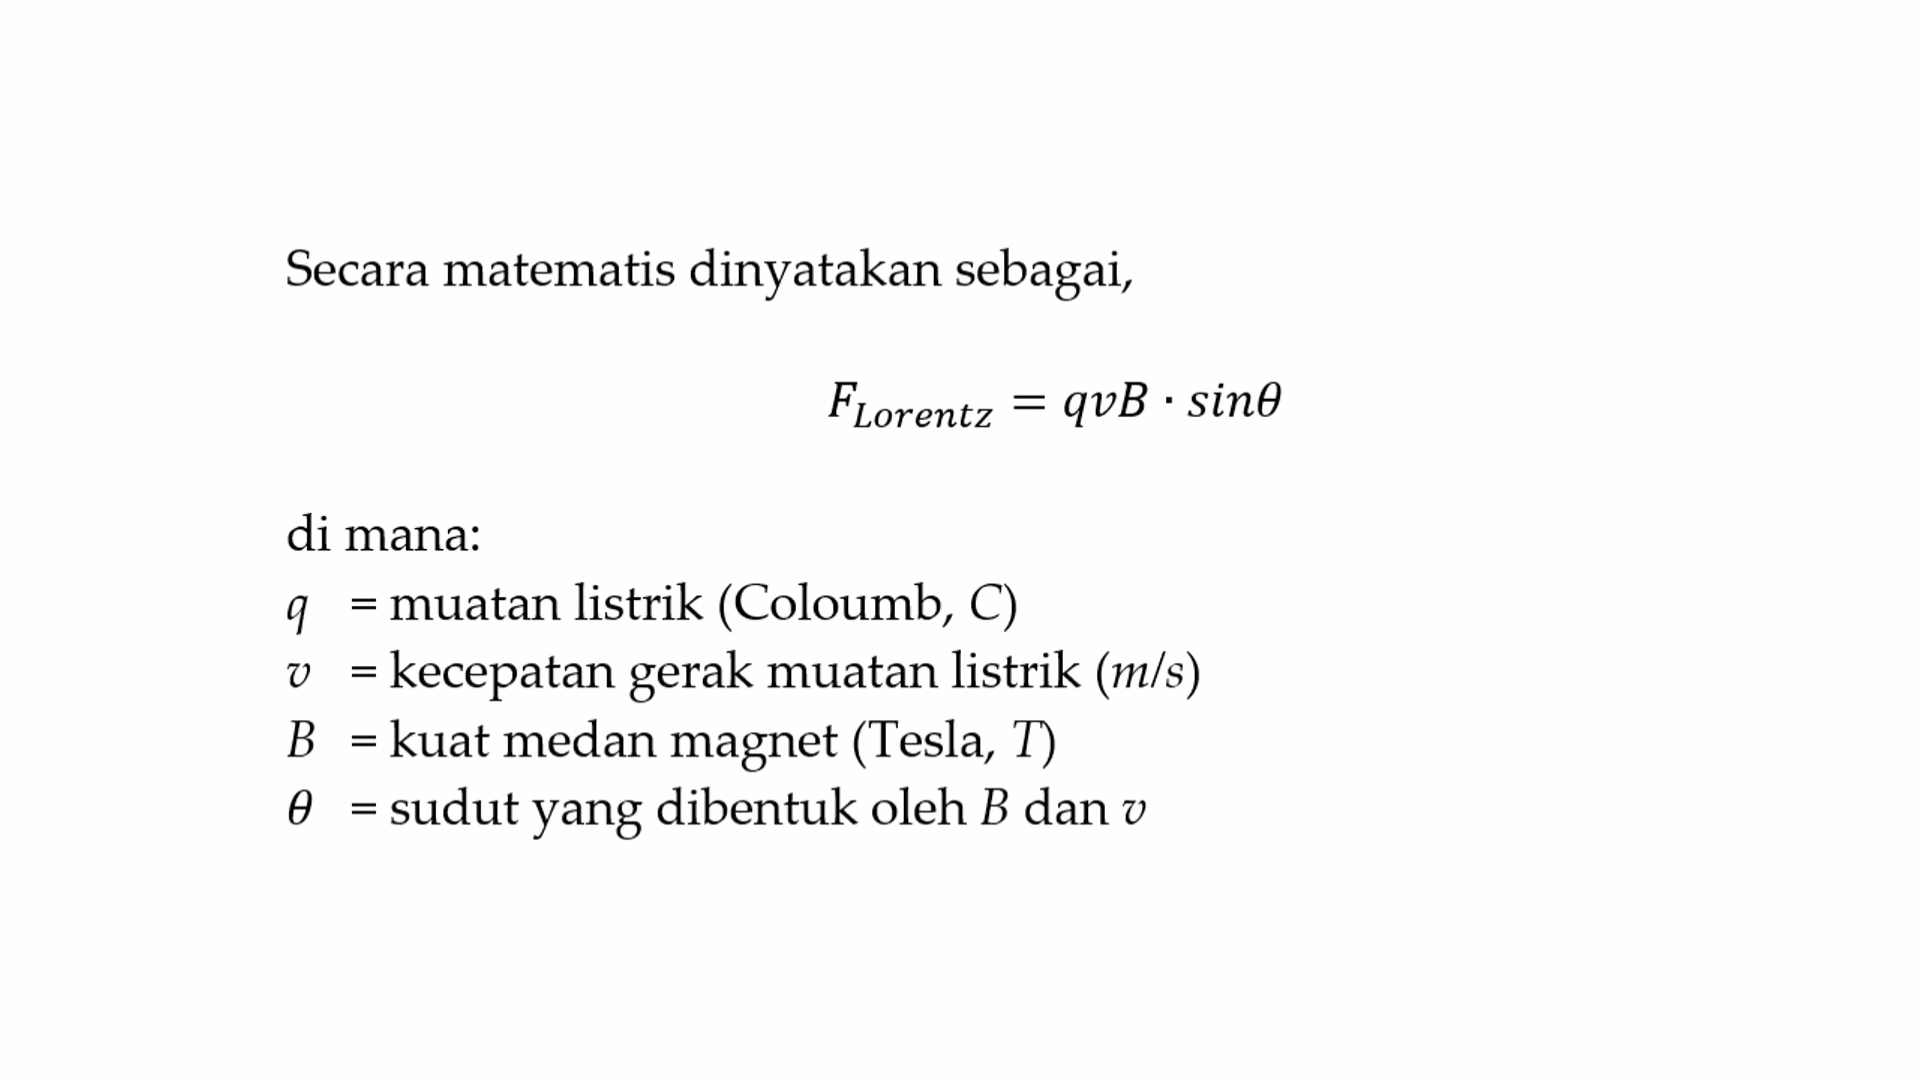 Secara matematis dinyatakan sebagai,
F_Lorentz = qvB · sinθ
di mana:
q = muatan listrik (Coloumb, C)
v = kecepatan gerak muatan listrik (m/s)
B = kuat medan magnet (Tesla, T)
θ = sudut yang dibentuk oleh B dan v